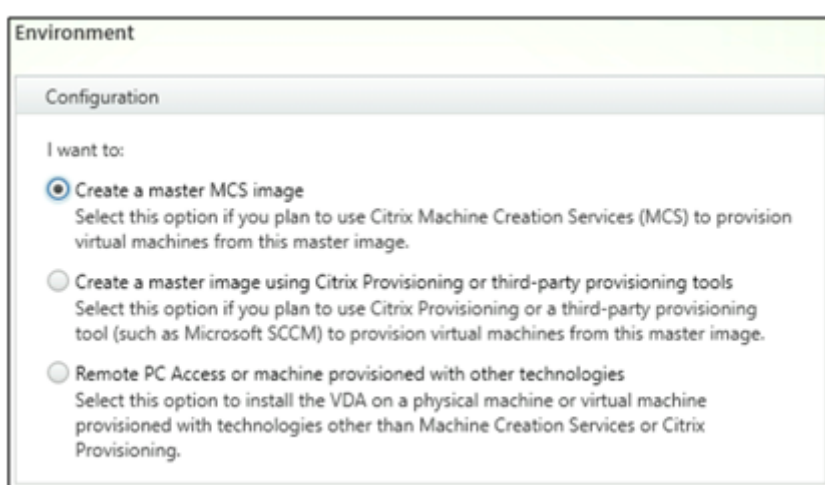 Environment
Configuration
I want to:
Create a master MCS image
Select this option if you plan to use Citrix Machine Creation Services (MCS) to provision
virtual machines from this master image.
Create a master image using Citrix Provisioning or third-party provisioning tools
Select this option if you plan to use Citrix Provisioning or a third-party provisioning
tool (such as Microsoft SCCM) to provision virtual machines from this master image.
Remote PC Access or machine provisioned with other technologies
Select this option to install the VDA on a physical machine or virtual machine
provisioned with technologies other than Machine Creation Services or Citrix
Provisioning.